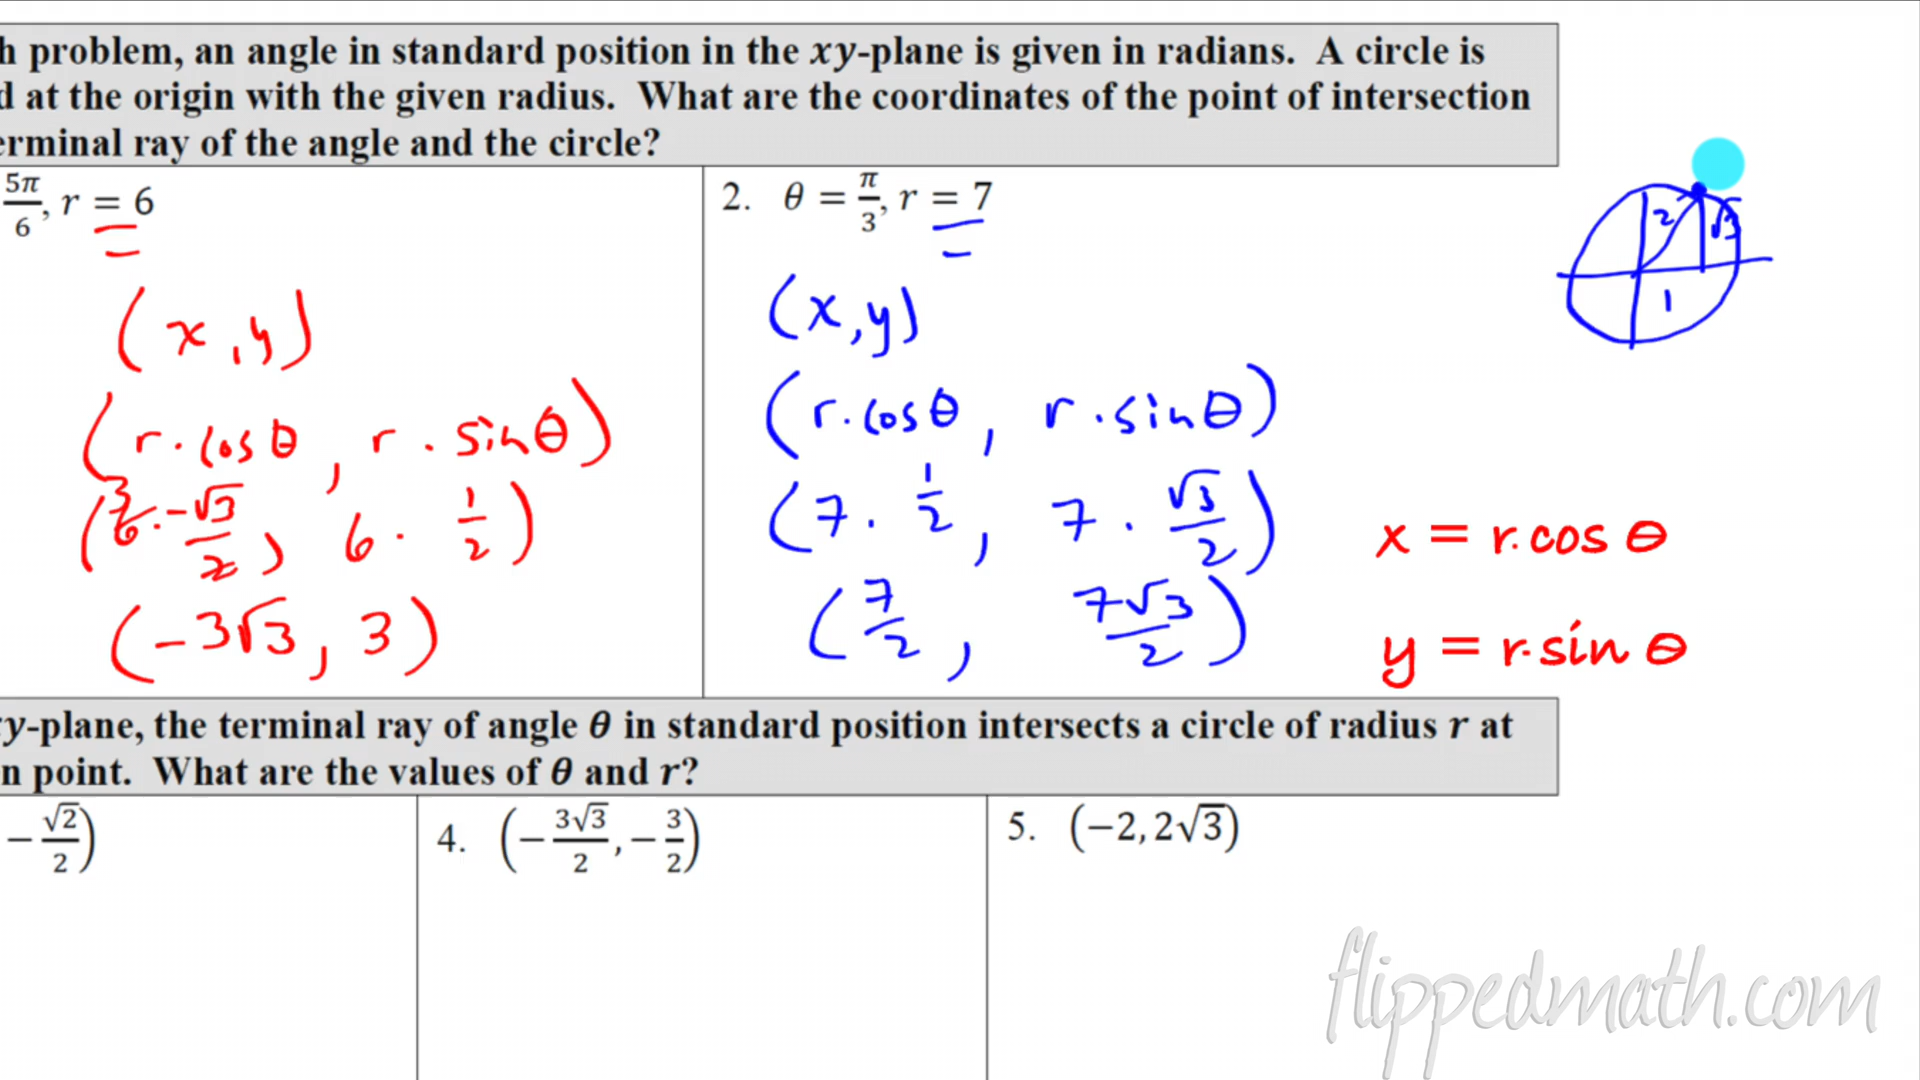 h problem, an angle in standard position in the xy-plane is given in radians. A circle is
d at the origin with the given radius. What are the coordinates of the point of intersection
erminal ray of the angle and the circle?
5π/6, r = 6
(x, y)
(r·cosθ, r·sinθ)
(6·-√3/2, 6·1/2)
3
(-3√3, 3)
2. θ = π/3, r = 7
(x, y)
(r·cosθ, r·sinθ)
(7·1/2, 7·√3/2)
(7/2, 7√3/2)
2 √3
1
x = r·cos θ
y = r·sin θ
y-plane, the terminal ray of angle θ in standard position intersects a circle of radius r at
n point. What are the values of θ and r?
-√2/2)
4. (-3√3/2, -3/2)
5. (-2, 2√3)
flippedmath.com